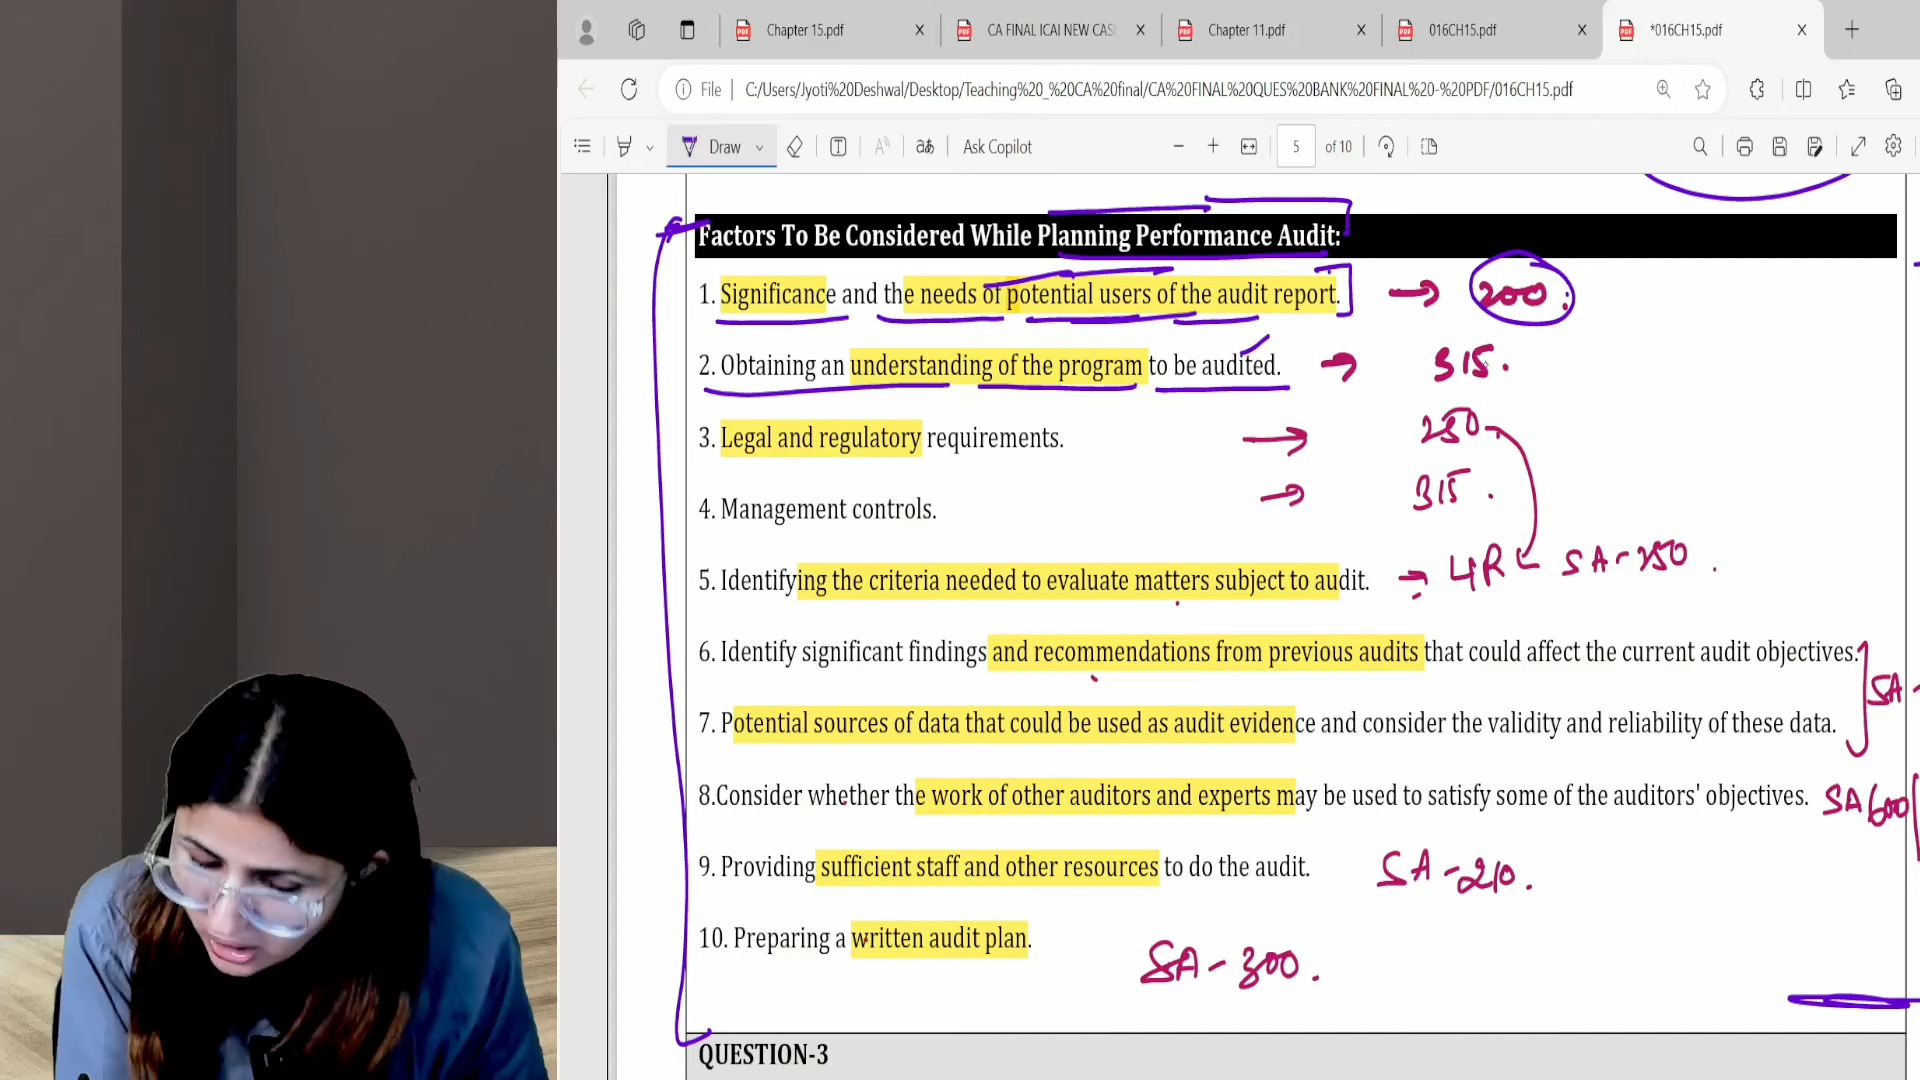 Chapter 15.pdf
CA FINAL ICAI NEW CAS
Chapter 11.pdf
016CH15.pdf
*016CH15.pdf
File C:/Users/Jyoti%20Deshwal/Desktop/Teaching%20_%20CA%20final/CA%20FINAL%20QUES%20BANK%20FINAL%20-%20PDF/016CH15.pdf
Draw
Ask Copilot
5 of 10
Factors To Be Considered While Planning Performance Audit:
1. Significance and the needs of potential users of the audit report. → 200.
2. Obtaining an understanding of the program to be audited. → 315.
3. Legal and regulatory requirements. → 250
4. Management controls. → 315.
5. Identifying the criteria needed to evaluate matters subject to audit. → L4R SA-250.
6. Identify significant findings and recommendations from previous audits that could affect the current audit objectives.
SA-
7. Potential sources of data that could be used as audit evidence and consider the validity and reliability of these data.
8.Consider whether the work of other auditors and experts may be used to satisfy some of the auditors' objectives. SA 600
9. Providing sufficient staff and other resources to do the audit. SA-210.
10. Preparing a written audit plan. SA-300.
QUESTION-3